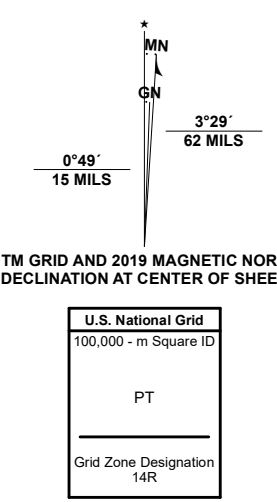 ★
MN
GN
3°29´
62 MILS
0°49´
15 MILS
TM GRID AND 2019 MAGNETIC NOR
DECLINATION AT CENTER OF SHEE
U.S. National Grid
100,000 - m Square ID
PT
Grid Zone Designation
14R